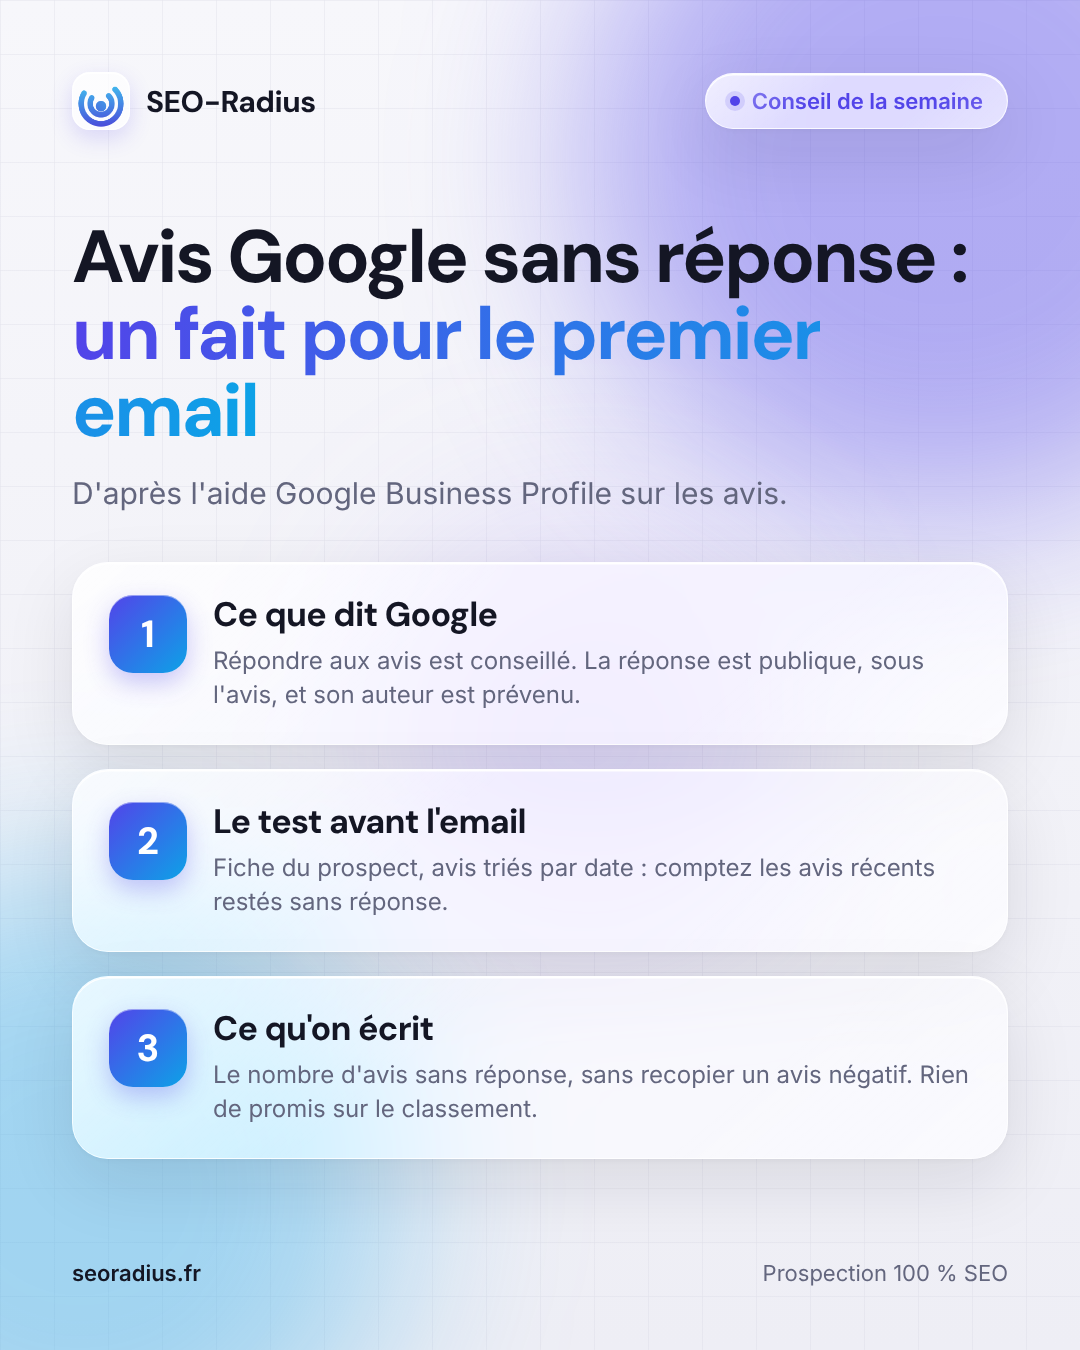 SEO-Radius
Conseil de la semaine
Avis Google sans réponse :
un fait pour le premier
email
D'après l'aide Google Business Profile sur les avis.
1
Ce que dit Google
Répondre aux avis est conseillé. La réponse est publique, sous
l'avis, et son auteur est prévenu.
2
Le test avant l'email
Fiche du prospect, avis triés par date : comptez les avis récents
restés sans réponse.
3
Ce qu'on écrit
Le nombre d'avis sans réponse, sans recopier un avis négatif. Rien
de promis sur le classement.
seoradius.fr
Prospection 100 % SEO